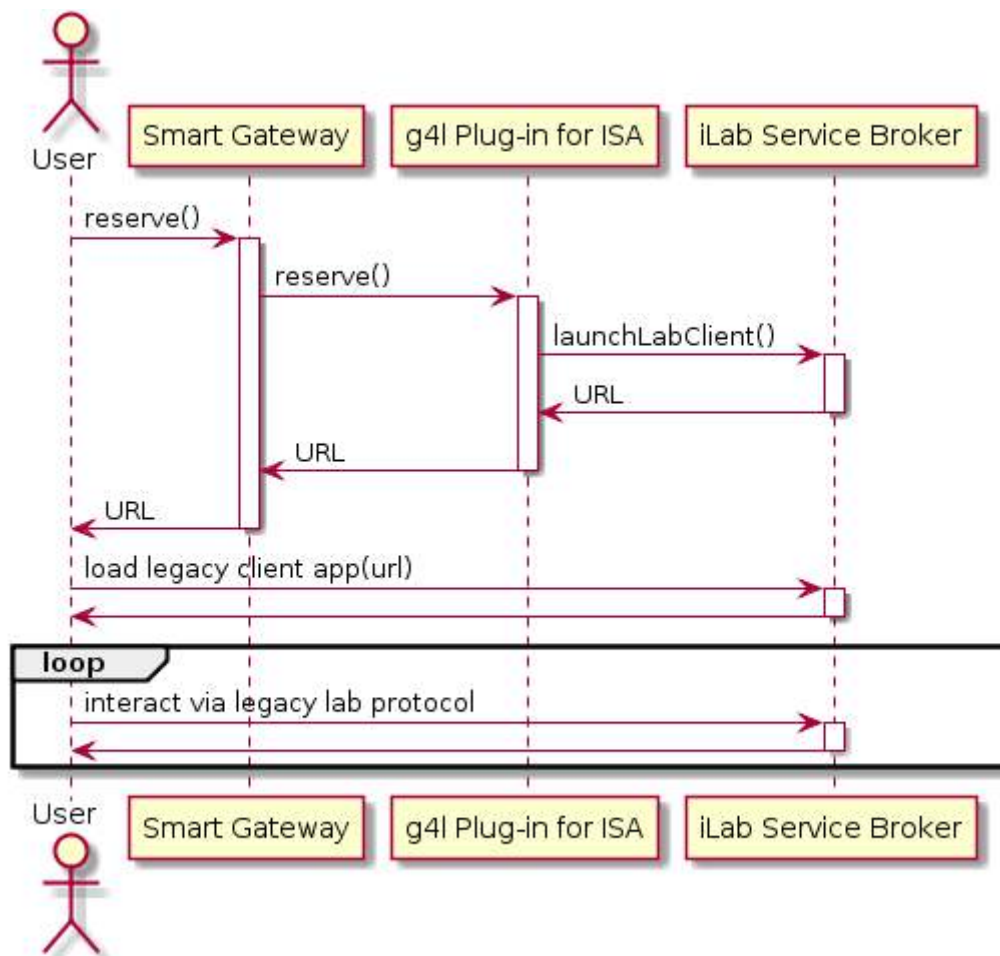 User
Smart Gateway
g4l Plug-in for ISA
iLab Service Broker
reserve()
reserve()
launchLabClient()
URL
URL
URL
load legacy client app(url)
loop
interact via legacy lab protocol
User
Smart Gateway
g4l Plug-in for ISA
iLab Service Broker